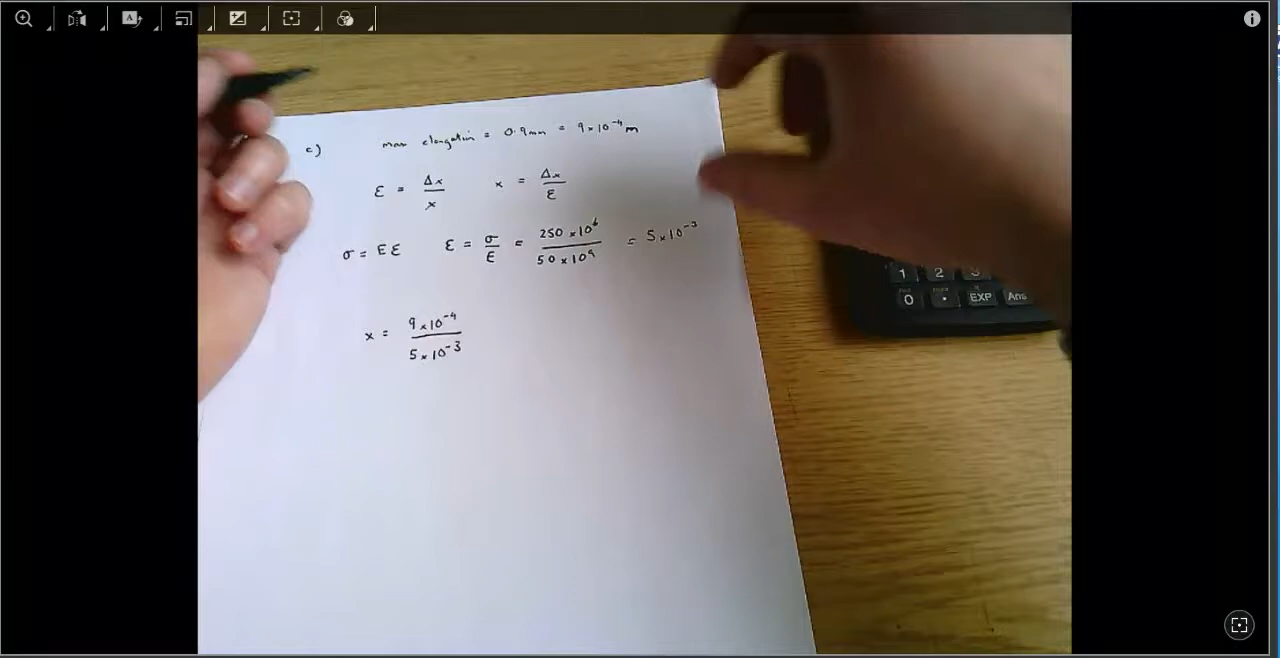 c) max elongation = 0.9mm = 9×10⁻⁴ m
ε = Δx/x x = Δx/ε
σ = Eε ε = σ/E = 250×10⁶/50×10⁹ = 5×10⁻³
x = 9×10⁻⁴/5×10⁻³
1 2 3
0 • EXP Ans